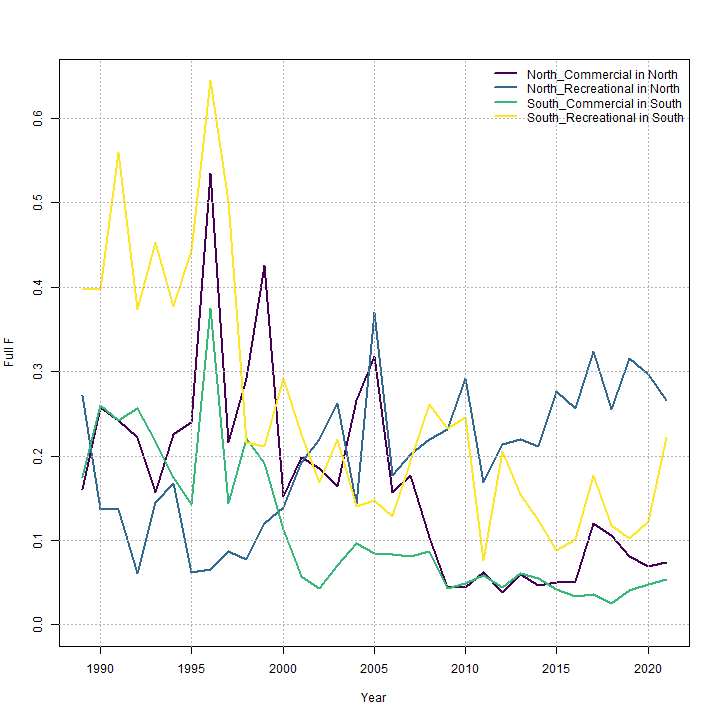 North_Commercial in North
North_Recreational in North
South_Commercial in South
South_Recreational in South
0.6
0.5
0.4
0.3
0.2
0.1
0.0
Full F
1990 1995 2000 2005 2010 2015 2020
Year